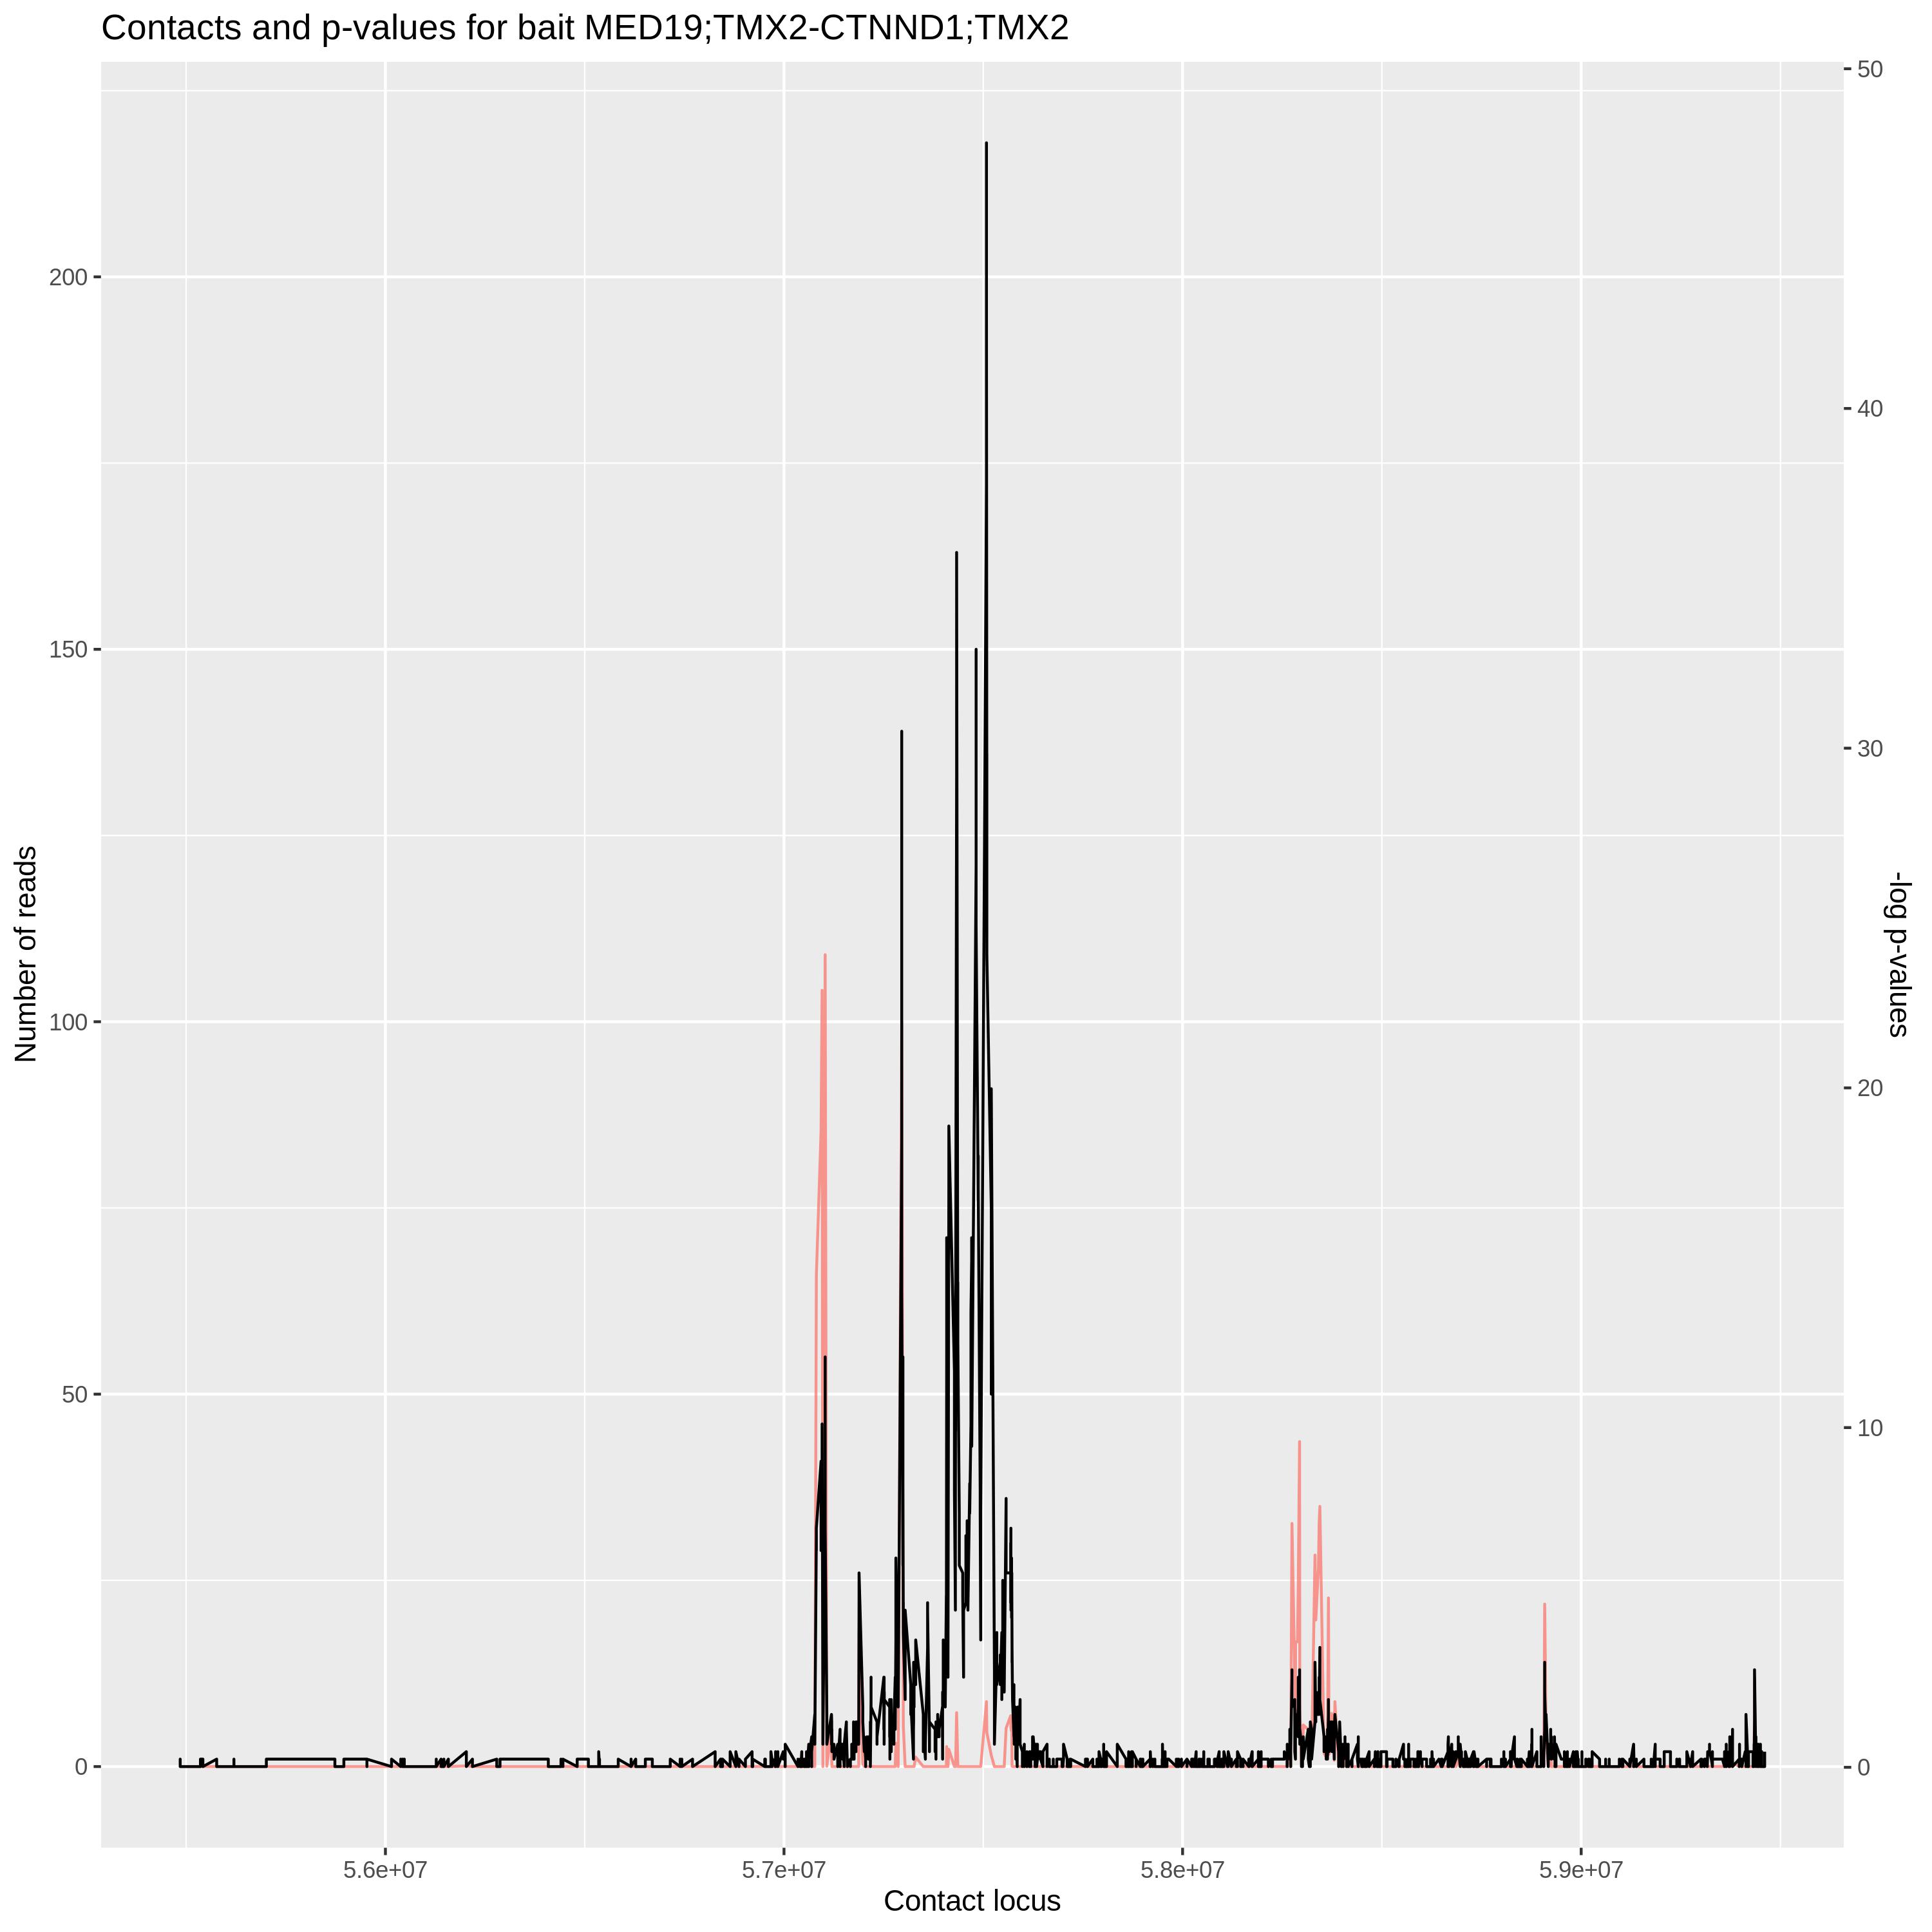 Contacts and p-values for bait MED19;TMX2-CTNND1;TMX2
Number of reads
200
150
100
50
0
50
40
30
20
10
0
-log p-values
5.6e+07
5.7e+07
5.8e+07
5.9e+07
Contact locus